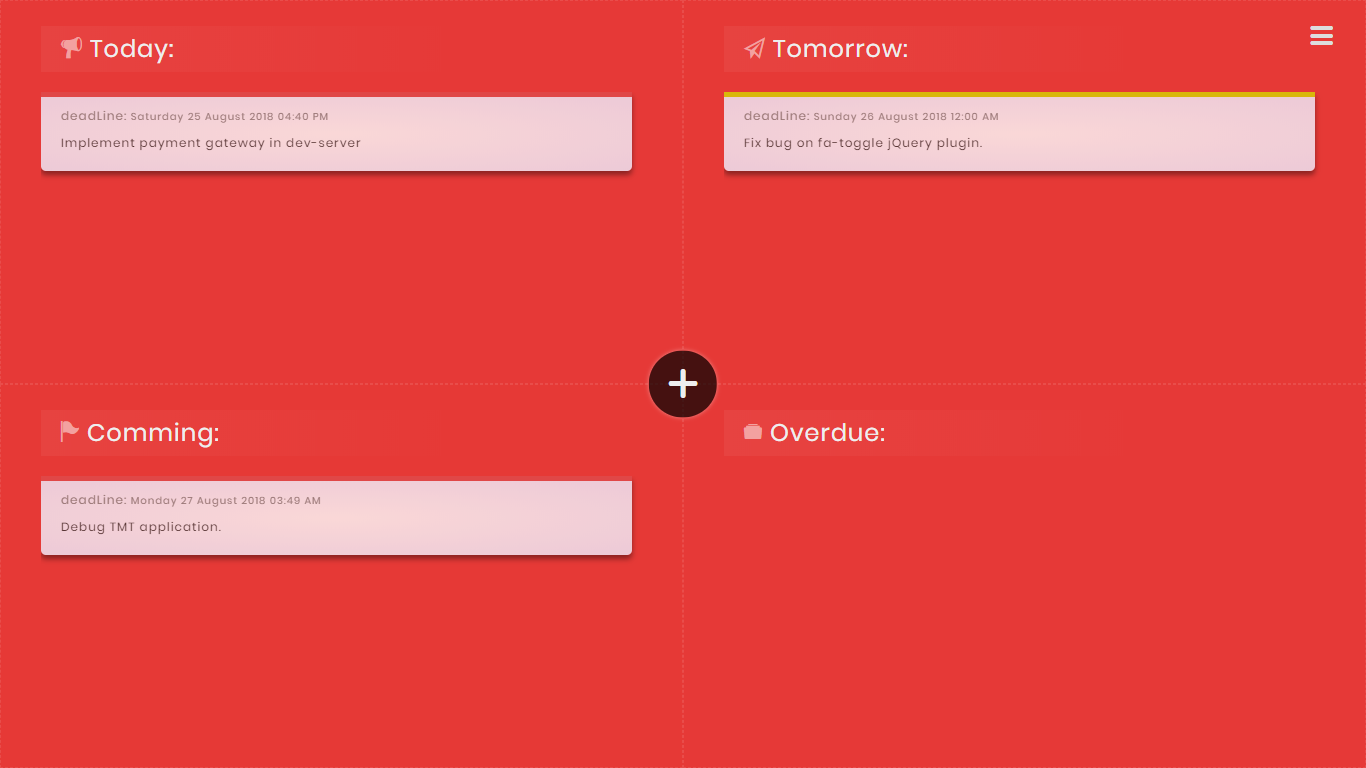 Today:
deadLine: Saturday 25 August 2018 04:40 PM
Implement payment gateway in dev-server
Tomorrow:
deadLine: Sunday 26 August 2018 12:00 AM
Fix bug on fa-toggle jQuery plugin.
Comming:
deadLine: Monday 27 August 2018 03:49 AM
Debug TMT application.
Overdue: